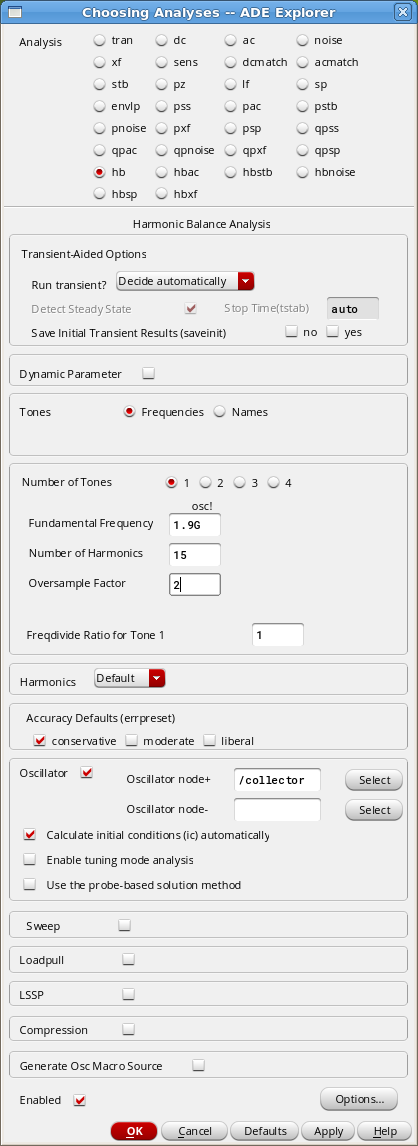 Choosing Analyses -- ADE Explorer
Analysis tran dc ac noise
xf sens dcmatch acmatch
stb pz lf sp
envlp pss pac pstb
pnoise pxf psp qpss
qpac qpnoise qpxf qpsp
hb hbac hbstb hbnoise
hbsp hbxf
Harmonic Balance Analysis
Transient-Aided Options
Run transient? Decide automatically
Detect Steady State Stop Time(tstab) auto
Save Initial Transient Results (saveinit) no yes
Dynamic Parameter
Tones Frequencies Names
Number of Tones 1 2 3 4
osc!
Fundamental Frequency 1.9G
Number of Harmonics 15
Oversample Factor 2
Freqdivide Ratio for Tone 1 1
Harmonics Default
Accuracy Defaults (errpreset)
conservative moderate liberal
Oscillator Oscillator node+ /collector Select
Oscillator node- Select
Calculate initial conditions (ic) automatically
Enable tuning mode analysis
Use the probe-based solution method
Sweep
Loadpull
LSSP
Compression
Generate Osc Macro Source
Enabled Options...
OK Cancel Defaults Apply Help